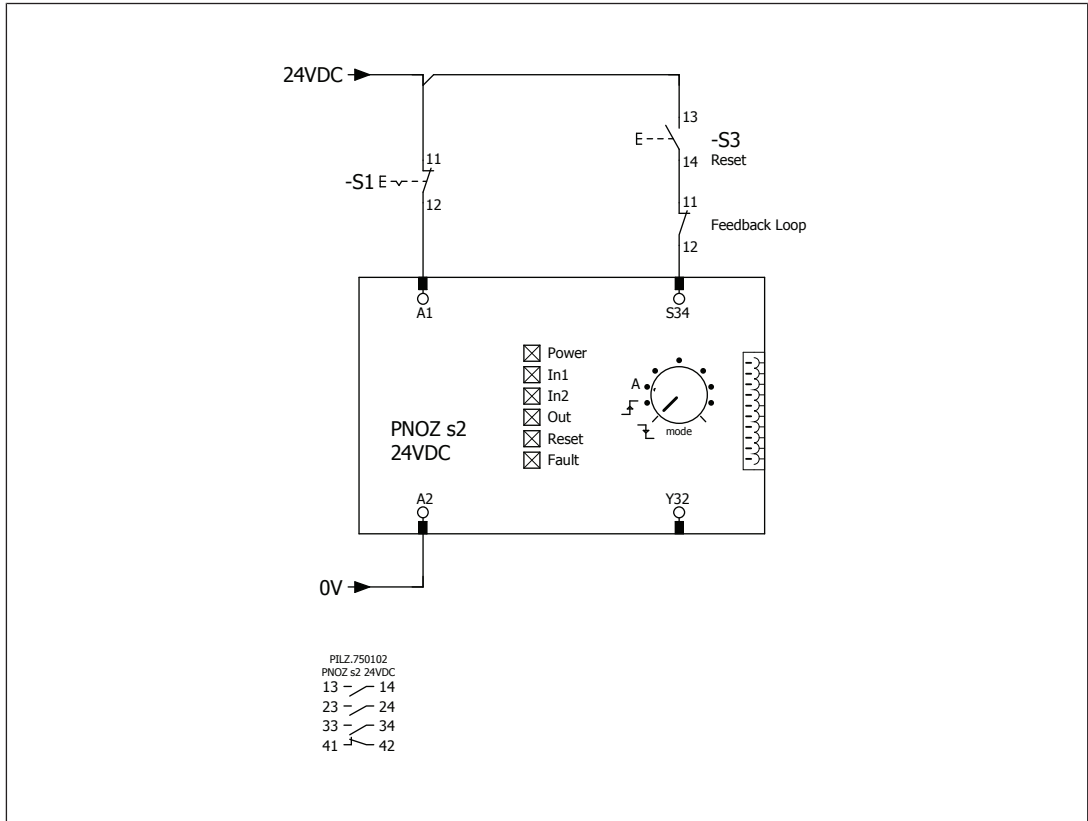 24VDC
13
-S3
14 Reset
11
-S1 E
12
E
11
Feedback Loop
12
A1
S34
Power
In1
In2
Out
Reset
Fault
A
mode
PNOZ s2
24VDC
A2
Y32
0V
PILZ.750102
PNOZ s2 24VDC
13 14
23 24
33 34
41 42